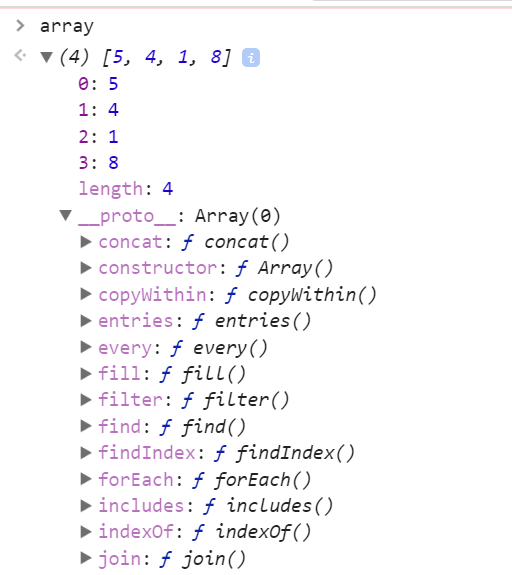 array
(4) [5, 4, 1, 8] i
0: 5
1: 4
2: 1
3: 8
length: 4
__proto__: Array(0)
concat: ƒ concat()
constructor: ƒ Array()
copyWithin: ƒ copyWithin()
entries: ƒ entries()
every: ƒ every()
fill: ƒ fill()
filter: ƒ filter()
find: ƒ find()
findIndex: ƒ findIndex()
forEach: ƒ forEach()
includes: ƒ includes()
indexOf: ƒ indexOf()
join: ƒ join()